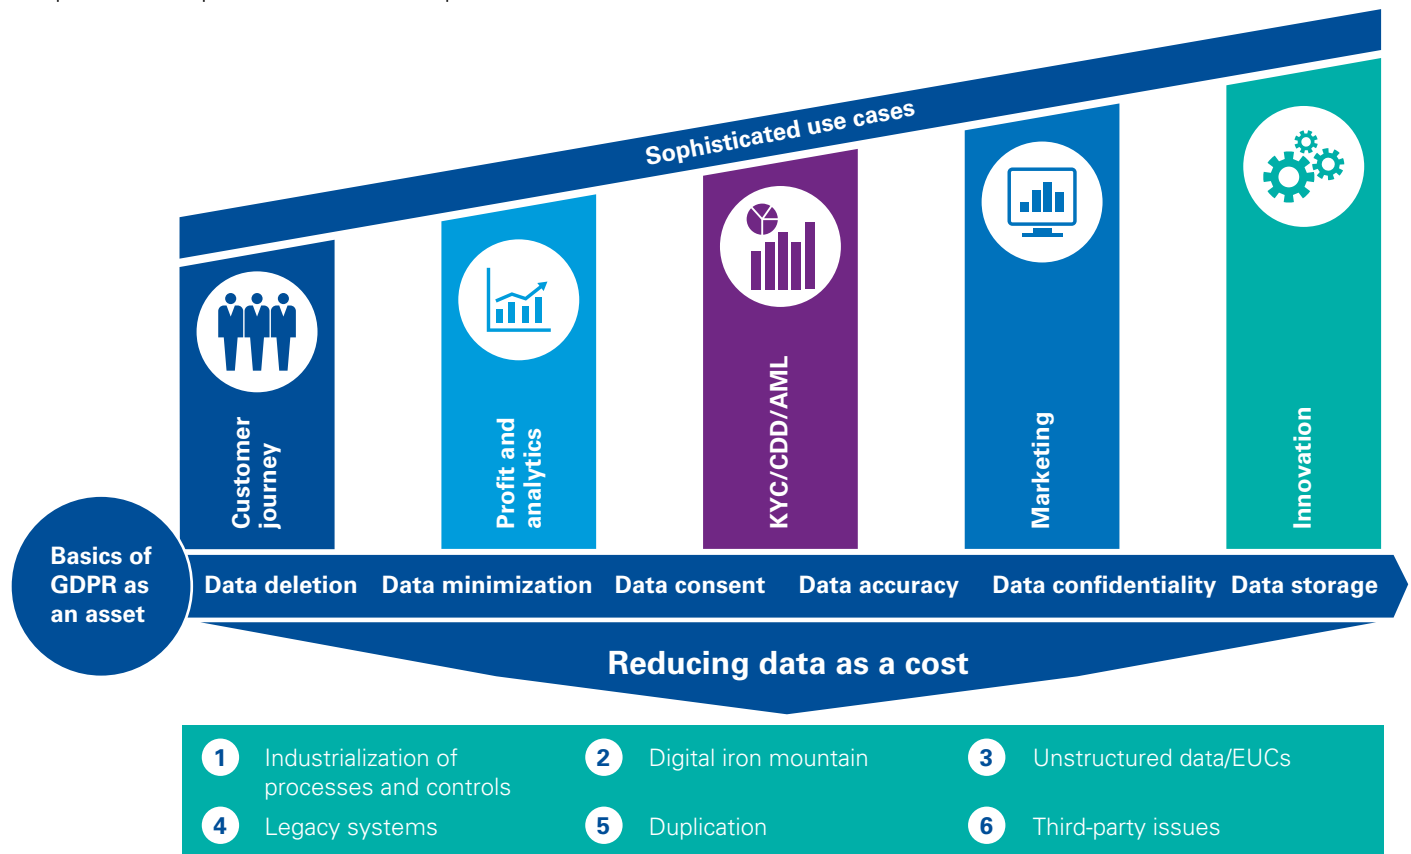 Sophisticated use cases
Customer
journey
Profit and
analytics
KYC/CDD/AML
Marketing
Innovation
Basics of
GDPR as
an asset
Data deletion
Data minimization
Data consent
Data accuracy
Data confidentiality
Data storage
Reducing data as a cost
1 Industrialization of
processes and controls
2 Digital iron mountain
3 Unstructured data/EUCs
4 Legacy systems
5 Duplication
6 Third-party issues